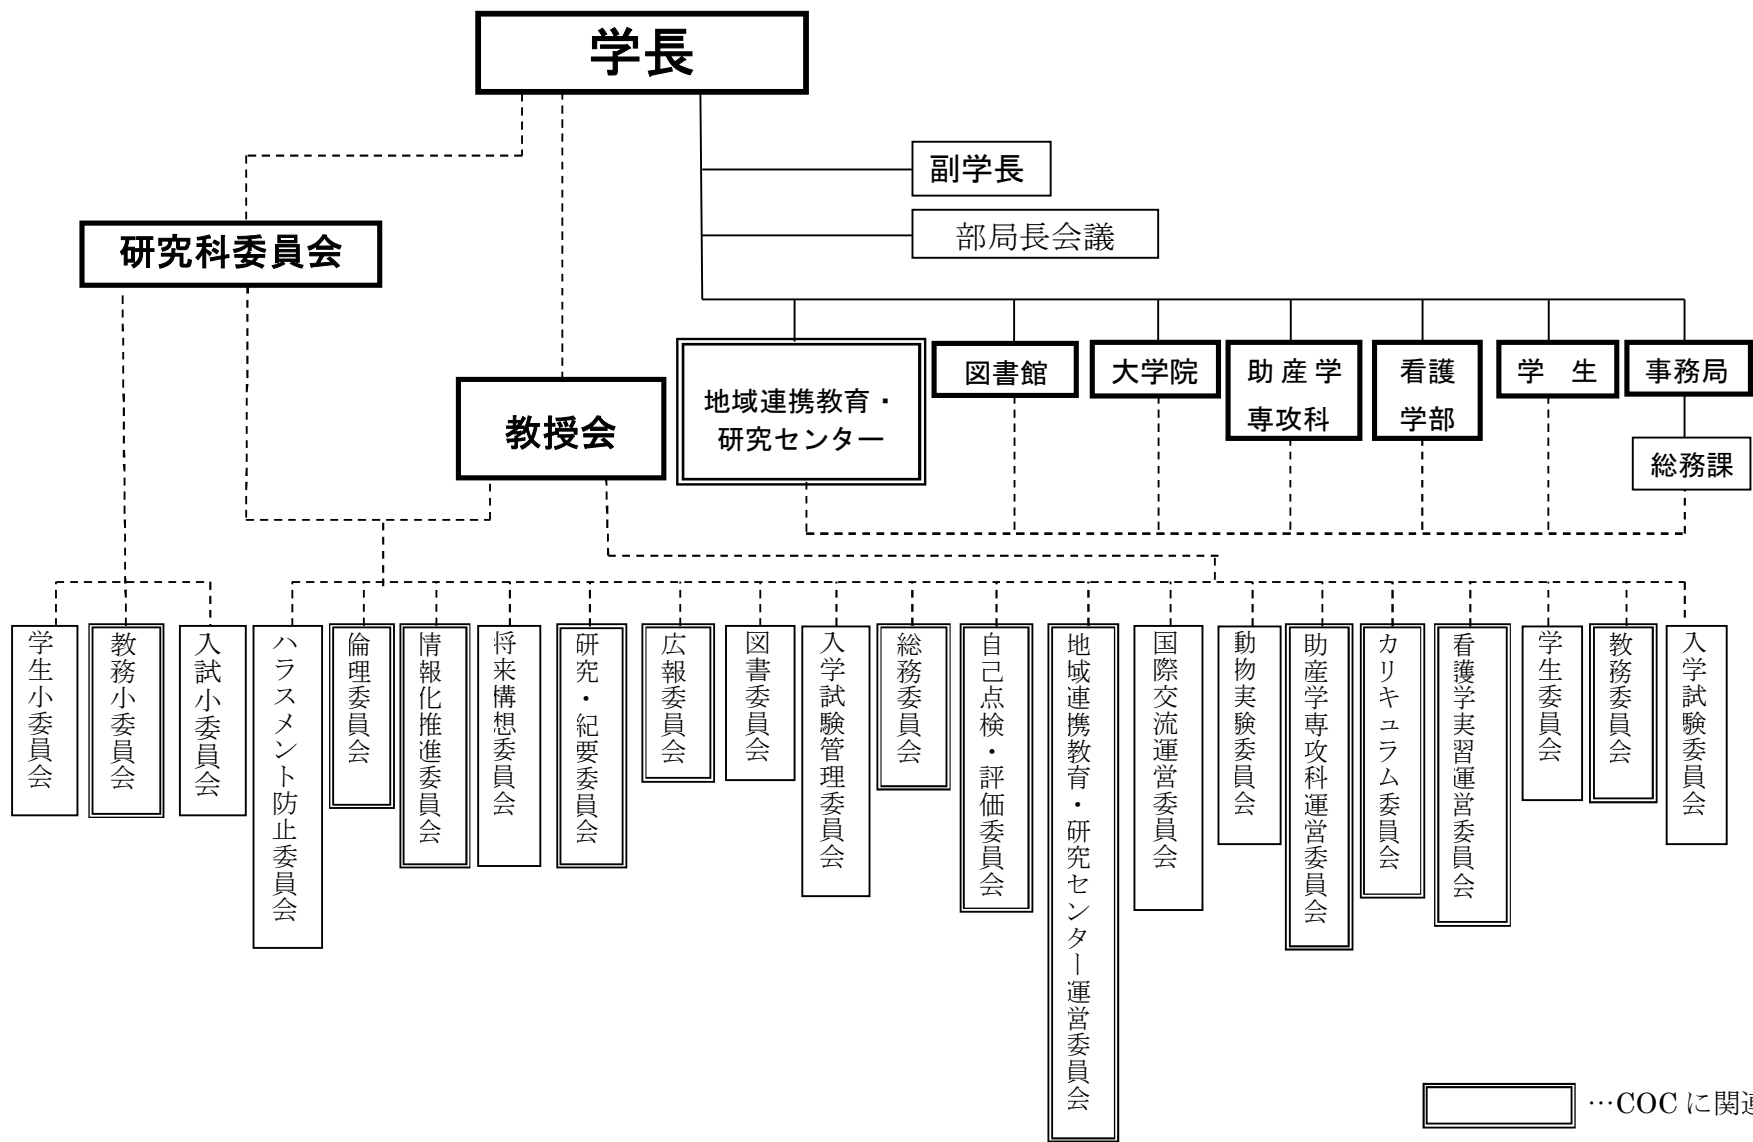 学長
副学長
部局長会議
研究科委員会
教授会
地域連携教育・
研究センター
図書館
大学院
助産学
専攻科
看護
学部
学　生
事務局
総務課
学生小委員会
教務小委員会
入試小委員会
ハラスメント防止委員会
倫理委員会
情報化推進委員会
将来構想委員会
研究・紀要委員会
広報委員会
図書委員会
入学試験管理委員会
総務委員会
自己点検・評価委員会
地域連携教育・研究センター運営委員会
国際交流運営委員会
動物実験委員会
助産学専攻科運営委員会
カリキュラム委員会
看護学実習運営委員会
学生委員会
教務委員会
入学試験委員会
…COCに関